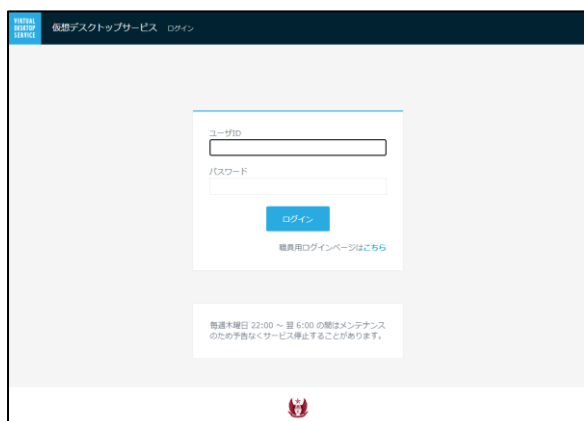 VIRTUAL
DESKTOP
SERVICE
仮想デスクトップサービス ログイン
ユーザID
パスワード
ログイン
職員用ログインページはこちら
毎週木曜日 22:00 ～ 翌 6:00 の間はメンテナンス
のため予告なくサービス停止することがあります。